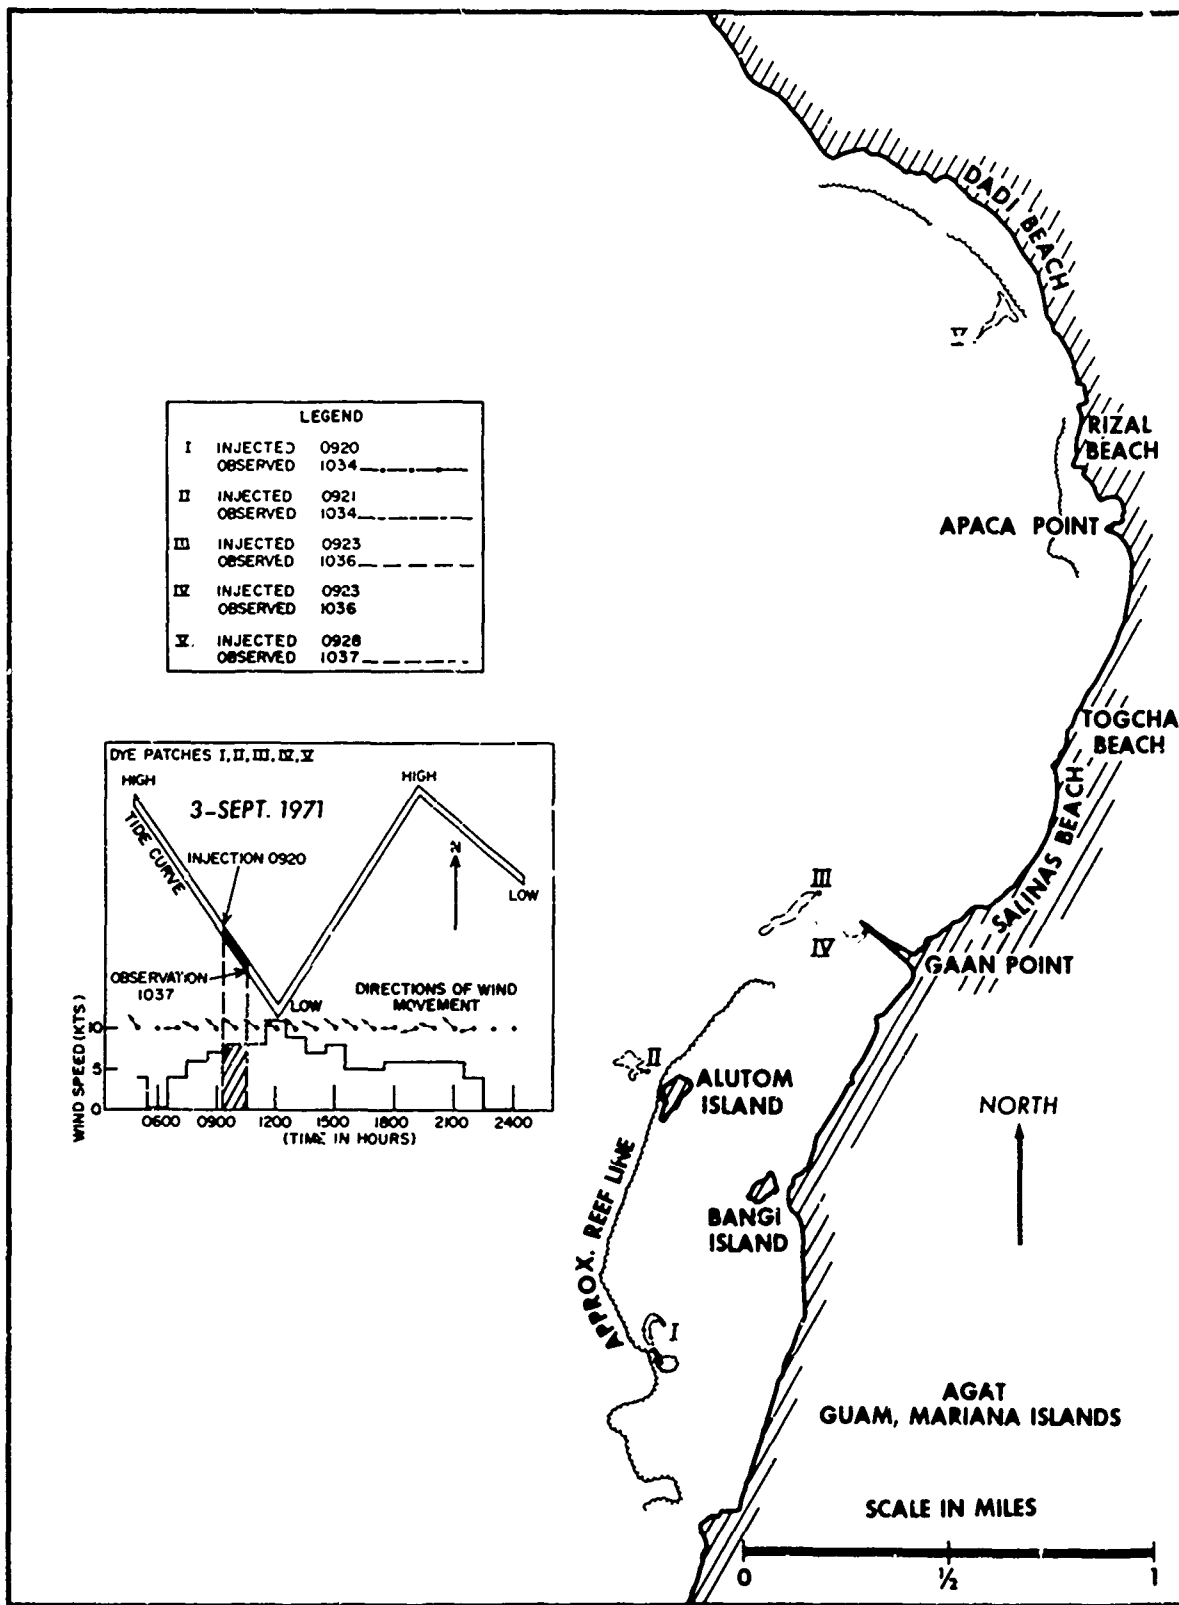 DADI BEACH
V
RIZAL
BEACH
APACA POINT
LEGEND
I INJECTED 0920
OBSERVED 1034
II INJECTED 0921
OBSERVED 1034
III INJECTED 0923
OBSERVED 1036
IV INJECTED 0923
OBSERVED 1036
V. INJECTED 0928
OBSERVED 1037
TOGCHA
BEACH
SALINAS BEACH
DYE PATCHES I, II, III, IV, V
HIGH
HIGH
3-SEPT. 1971
TIDE CURVE
INJECTION 0920
N
LOW
OBSERVATION
1037
LOW
DIRECTIONS OF WIND
MOVEMENT
WIND SPEED (KTS)
10
5
0
0600 0900 1200 1500 1800 2100 2400
(TIME IN HOURS)
III
IV
GAAN POINT
II
ALUTOM
ISLAND
NORTH
APPROX. REEF LINE
BANGI
ISLAND
I
AGAT
GUAM, MARIANA ISLANDS
SCALE IN MILES
0 ½ 1